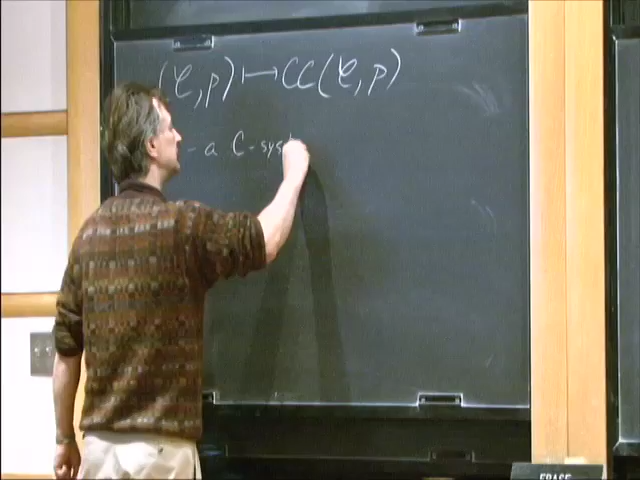 (𝒞, p) ⟼ CC(𝒞, p)
- a C-syst
ERASE